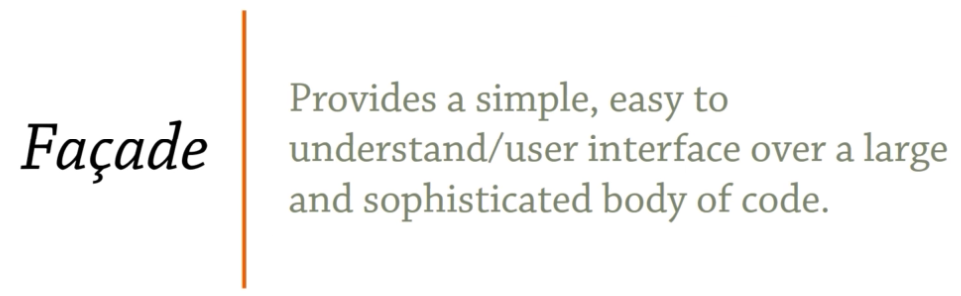 Façade
Provides a simple, easy to
understand/user interface over a large
and sophisticated body of code.